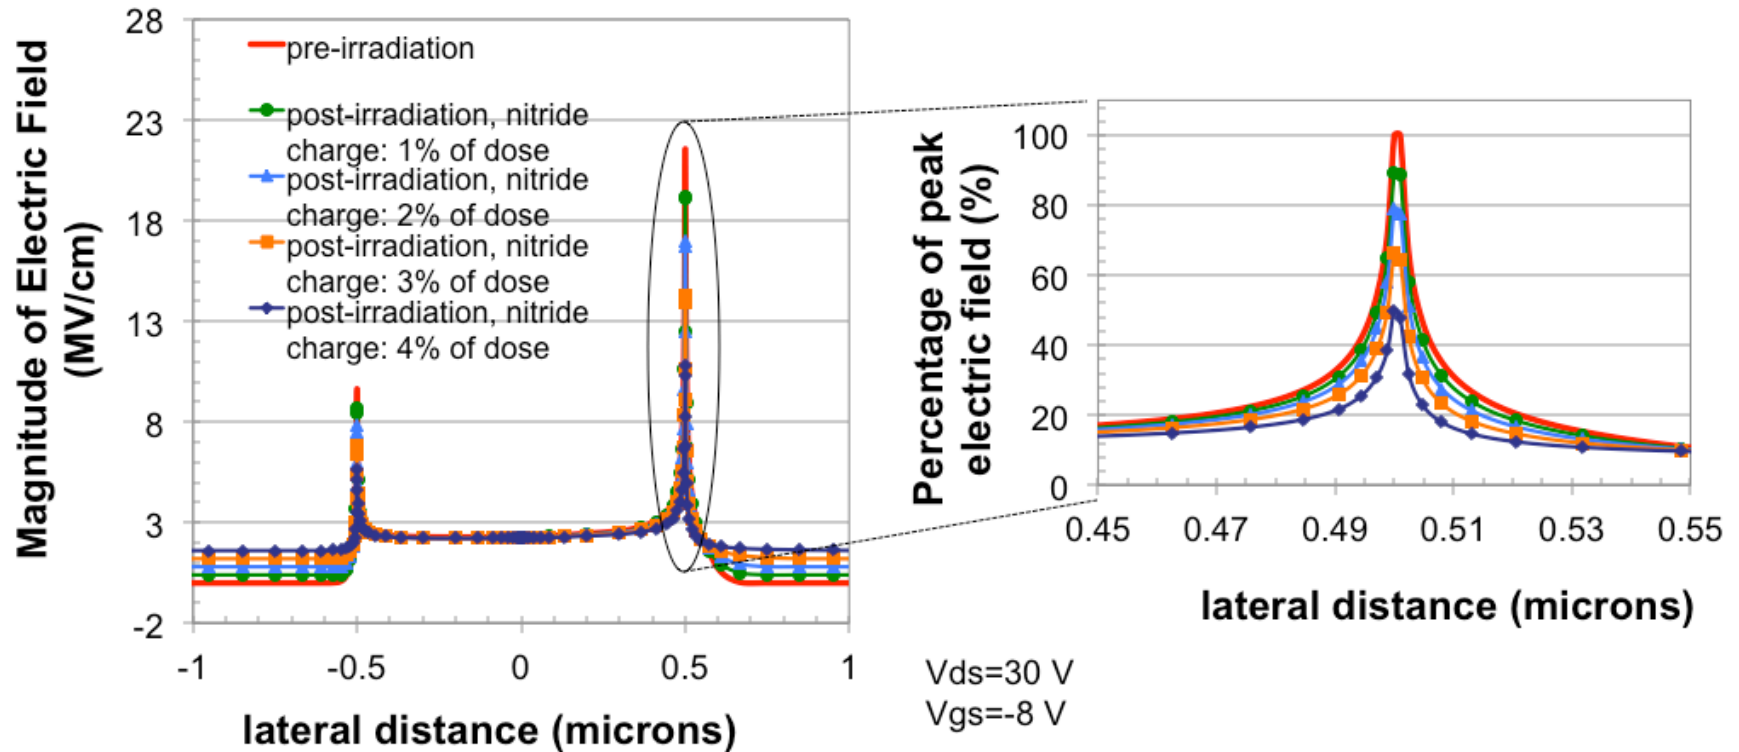 Magnitude of Electric Field
(MV/cm)
28
23
18
13
8
3
-2
pre-irradiation
post-irradiation, nitride
charge: 1% of dose
post-irradiation, nitride
charge: 2% of dose
post-irradiation, nitride
charge: 3% of dose
post-irradiation, nitride
charge: 4% of dose
-1
-0.5
0
0.5
1
lateral distance (microns)
Percentage of peak
electric field (%)
100
80
60
40
20
0
0.45
0.47
0.49
0.51
0.53
0.55
lateral distance (microns)
Vds=30 V
Vgs=-8 V